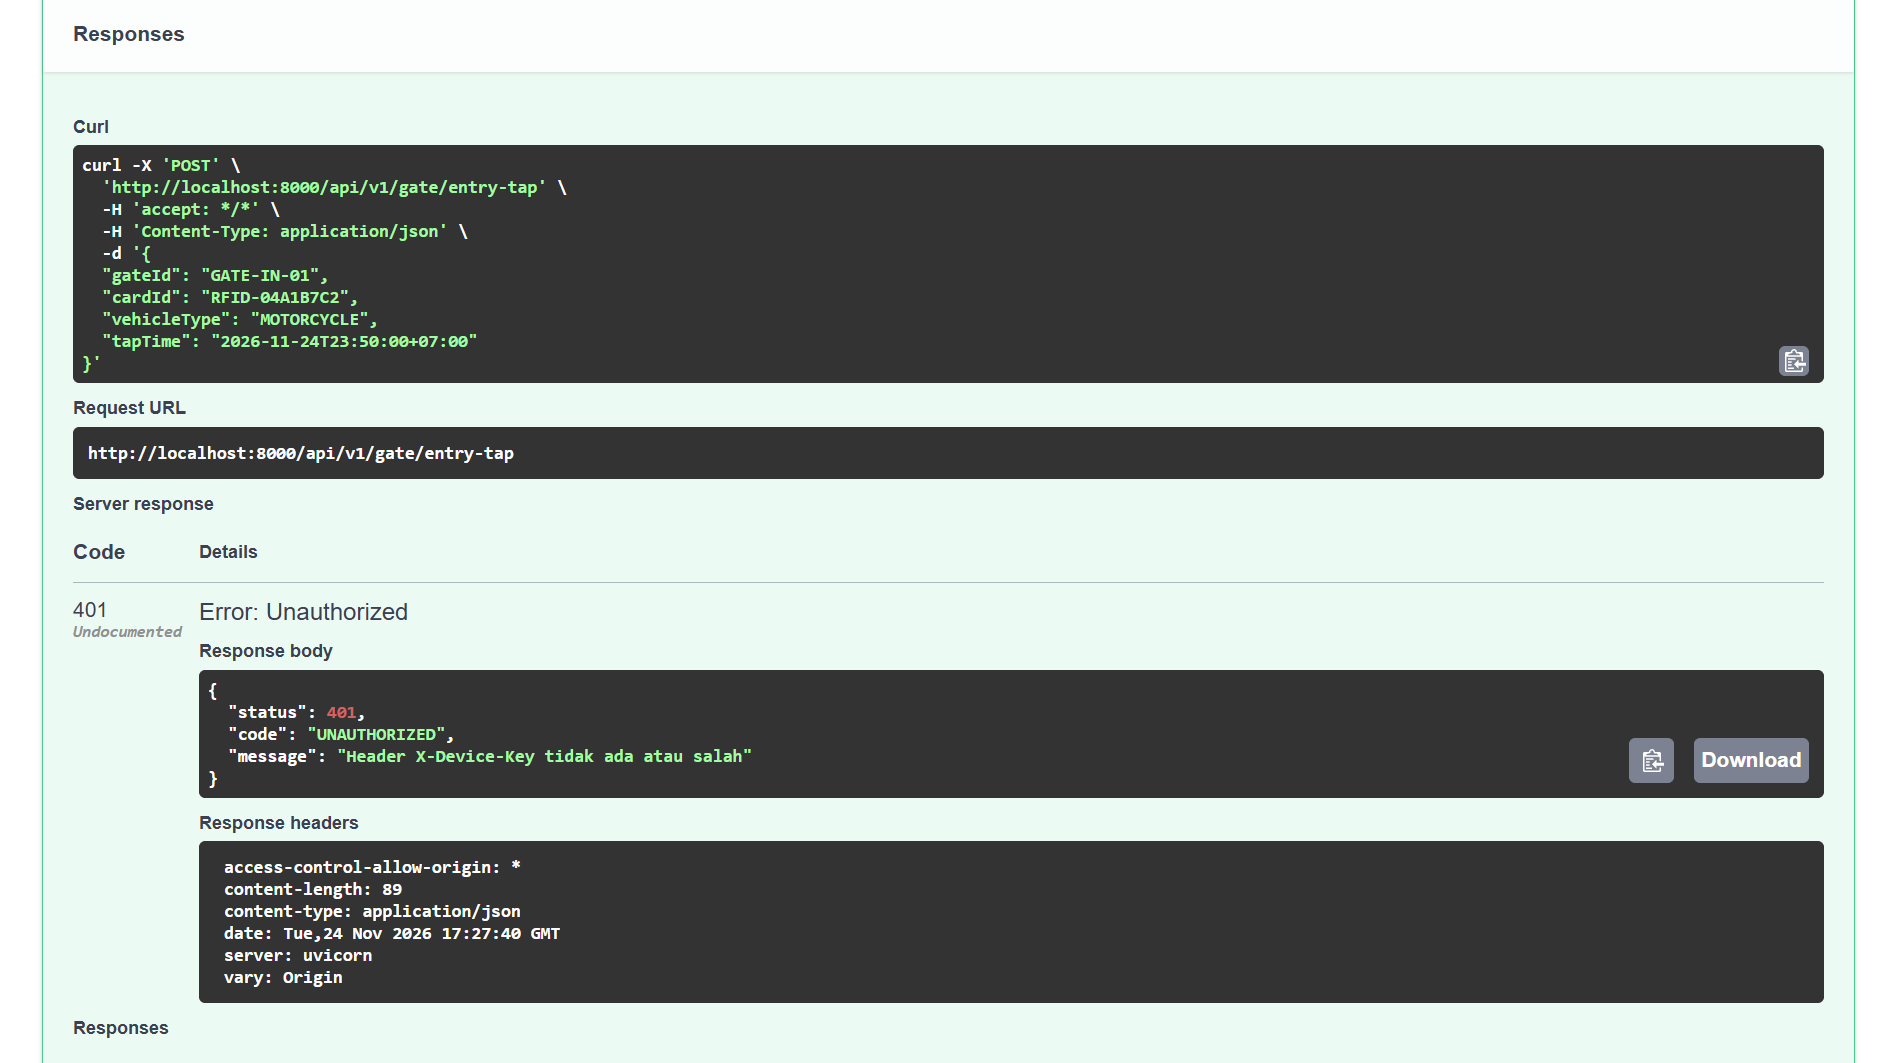 Responses
Curl
curl -X 'POST' \
  'http://localhost:8000/api/v1/gate/entry-tap' \
  -H 'accept: */*' \
  -H 'Content-Type: application/json' \
  -d '{
  "gateId": "GATE-IN-01",
  "cardId": "RFID-04A1B7C2",
  "vehicleType": "MOTORCYCLE",
  "tapTime": "2026-11-24T23:50:00+07:00"
}'
Request URL
http://localhost:8000/api/v1/gate/entry-tap
Server response
Code Details
401 Error: Unauthorized
Undocumented
Response body
{
  "status": 401,
  "code": "UNAUTHORIZED",
  "message": "Header X-Device-Key tidak ada atau salah"
}
Download
Response headers
access-control-allow-origin: *
content-length: 89
content-type: application/json
date: Tue,24 Nov 2026 17:27:40 GMT
server: uvicorn
vary: Origin
Responses